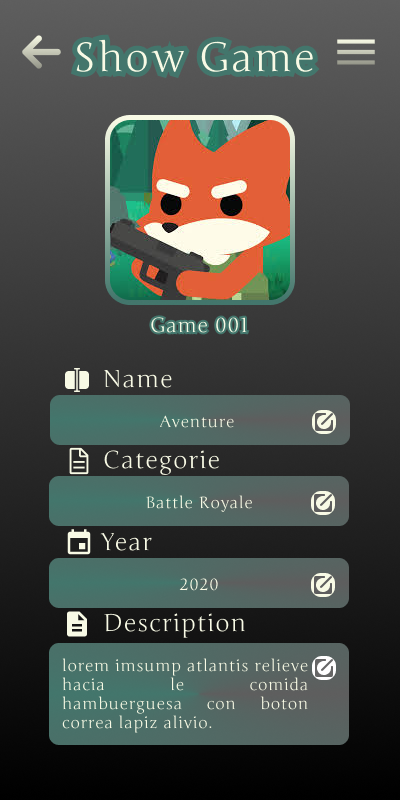 Show Game
Game 001
Name
Aventure
Categorie
Battle Royale
Year
2020
Description
lorem imsump atlantis relieve
hacia le comida
hambuerguesa con boton
correa lapiz alivio.